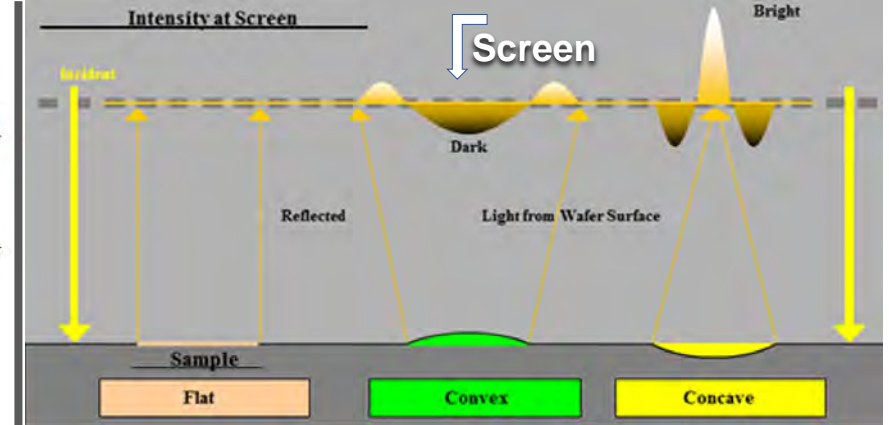 Intensity at Screen
Bright
Screen
Incident
Dark
Reflected
Light from Wafer Surface
Sample
Flat
Convex
Concave